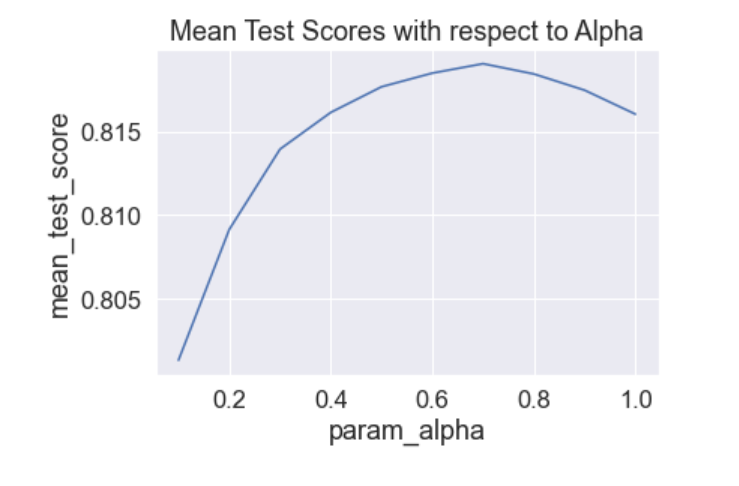 Mean Test Scores with respect to Alpha
mean_test_score
0.815
0.810
0.805
0.2 0.4 0.6 0.8 1.0
param_alpha